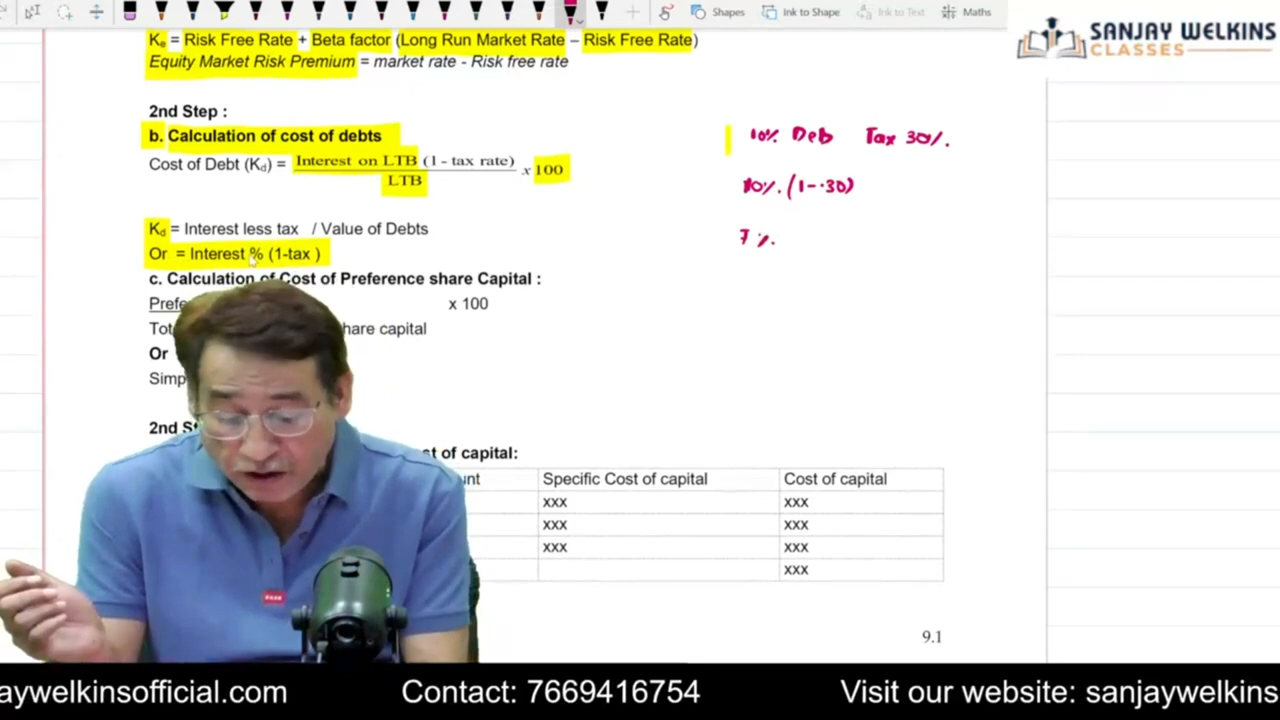 Shapes Ink to Shape Ink to Text Maths
SANJAY WELKINS
CLASSES
Ke = Risk Free Rate + Beta factor (Long Run Market Rate – Risk Free Rate)
Equity Market Risk Premium = market rate - Risk free rate
2nd Step :
b. Calculation of cost of debts
Cost of Debt (Kd) = Interest on LTB (1 - tax rate) x 100
LTB
10% Deb Tax 30%.
10%. (1-.30)
7%.
Kd = Interest less tax / Value of Debts
Or = Interest % (1-tax )
c. Calculation of Cost of Preference share Capital :
x 100
hare capital
Or
2nd
st of capital:
Specific Cost of capital Cost of capital
xxx xxx
xxx xxx
xxx xxx
xxx
9.1
aywelkinsofficial.com Contact: 7669416754 Visit our website: sanjaywelkins